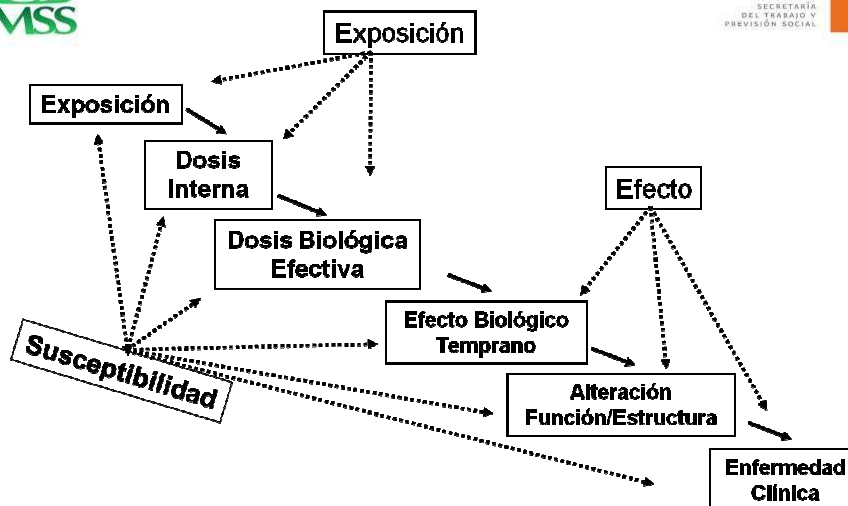 MSS
SECRETARÍA
DEL TRABAJO Y
PREVISIÓN SOCIAL
Exposición
Exposición
Dosis
Interna
Efecto
Dosis Biológica
Efectiva
Efecto Biológico
Temprano
Susceptibilidad
Alteración
Función/Estructura
Enfermedad
Clínica